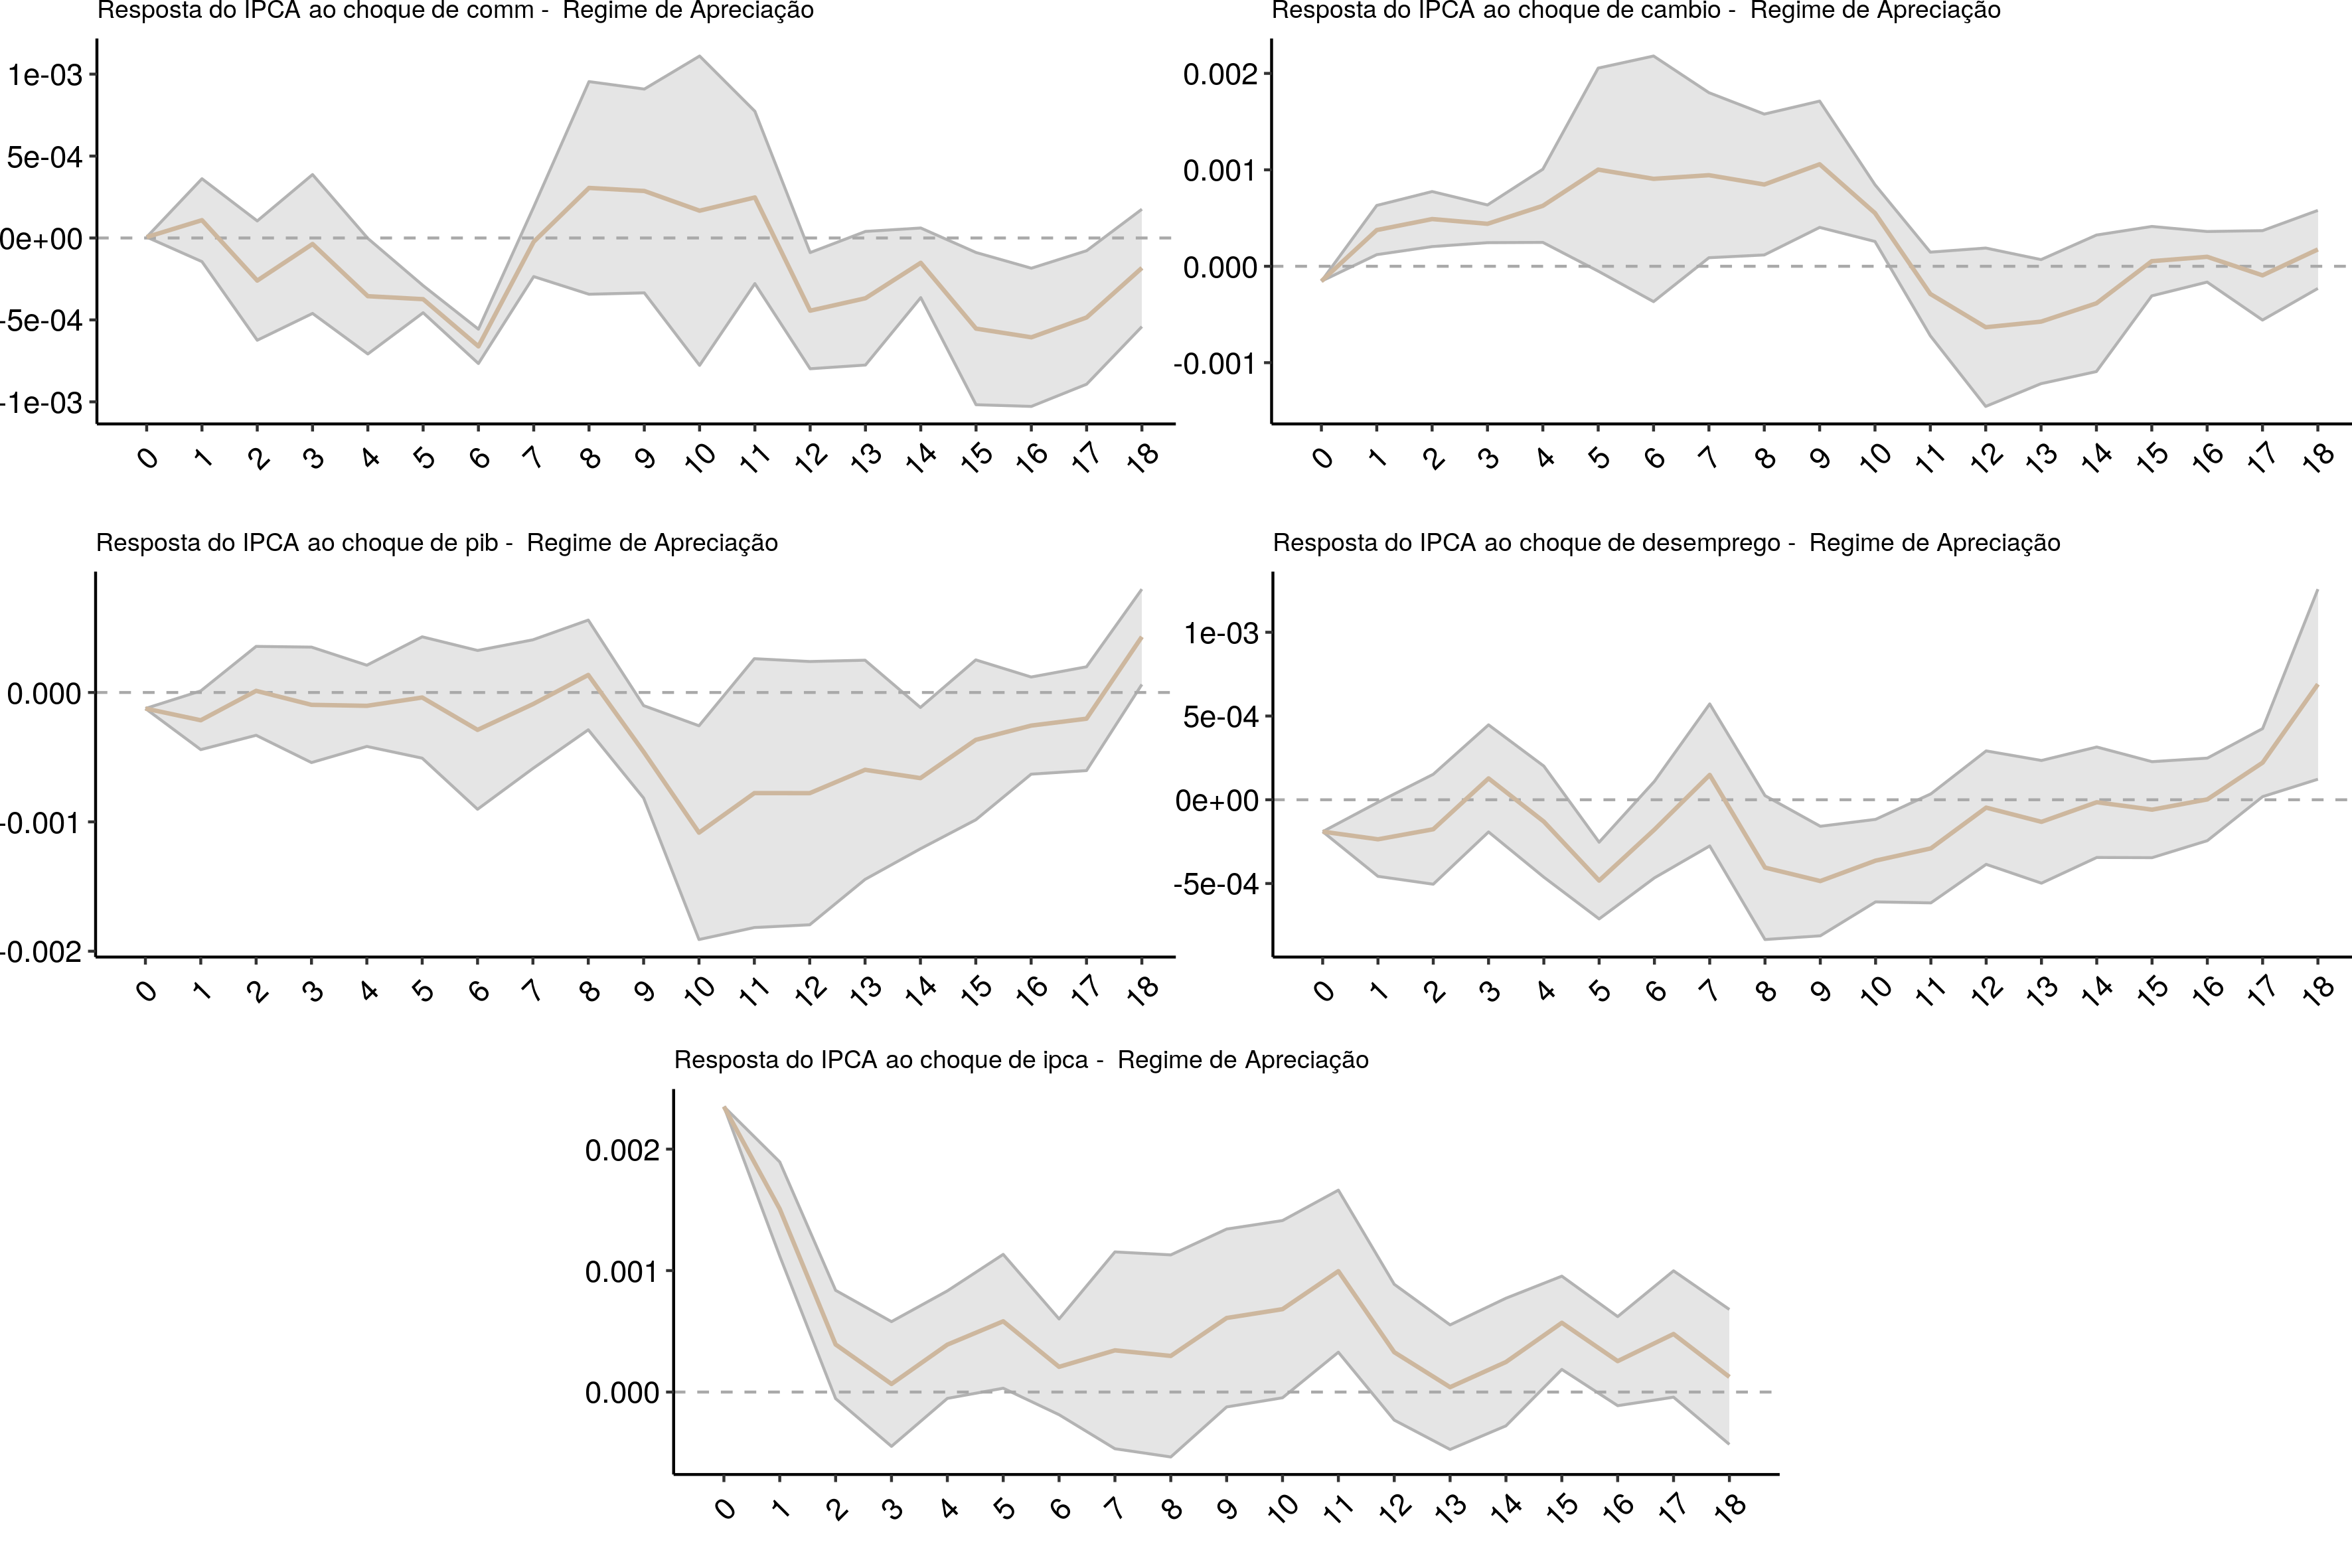 Resposta do IPCA ao choque de comm -  Regime de Apreciação
1e-03
5e-04
0e+00
-5e-04
-1e-03
0 1 2 3 4 5 6 7 8 9 10 11 12 13 14 15 16 17 18
Resposta do IPCA ao choque de cambio -  Regime de Apreciação
0.002
0.001
0.000
-0.001
0 1 2 3 4 5 6 7 8 9 10 11 12 13 14 15 16 17 18
Resposta do IPCA ao choque de pib -  Regime de Apreciação
0.000
-0.001
-0.002
0 1 2 3 4 5 6 7 8 9 10 11 12 13 14 15 16 17 18
Resposta do IPCA ao choque de desemprego -  Regime de Apreciação
1e-03
5e-04
0e+00
-5e-04
0 1 2 3 4 5 6 7 8 9 10 11 12 13 14 15 16 17 18
Resposta do IPCA ao choque de ipca -  Regime de Apreciação
0.002
0.001
0.000
0 1 2 3 4 5 6 7 8 9 10 11 12 13 14 15 16 17 18